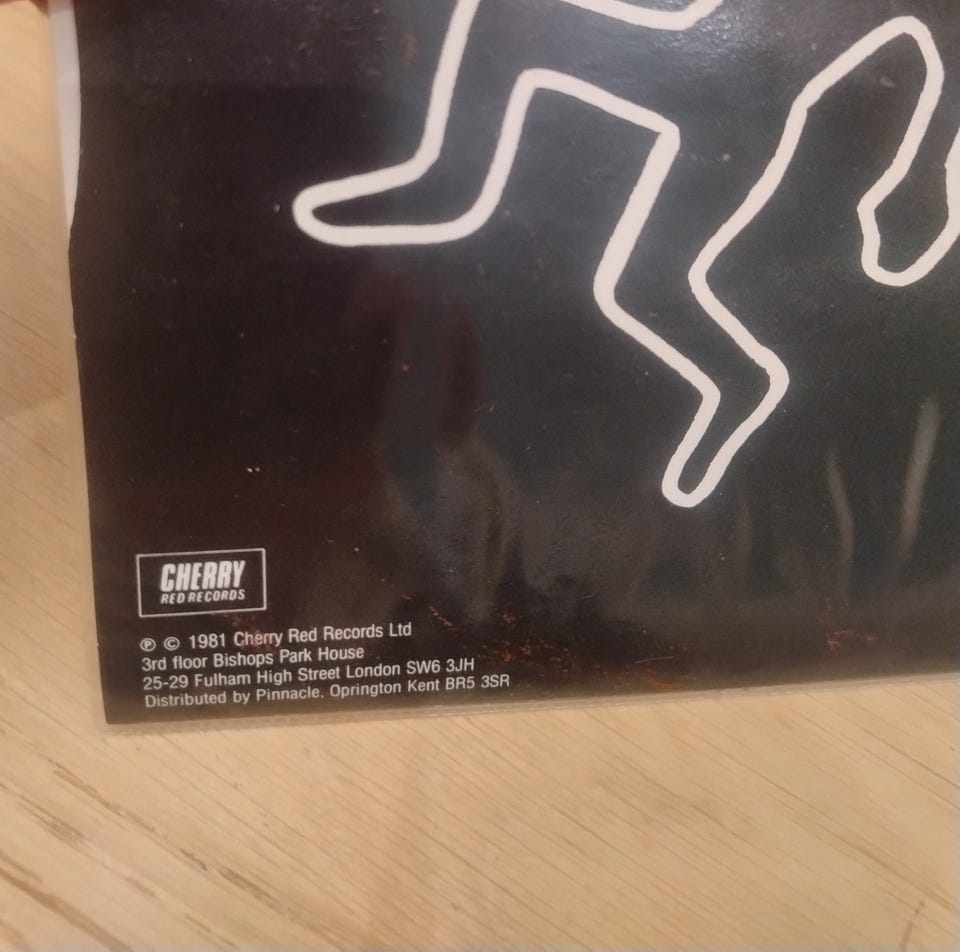 CHERRY
RED RECORDS
℗ © 1981 Cherry Red Records Ltd
3rd floor Bishops Park House
25-29 Fulham High Street London SW6 3JH
Distributed by Pinnacle, Oprington Kent BR5 3SR